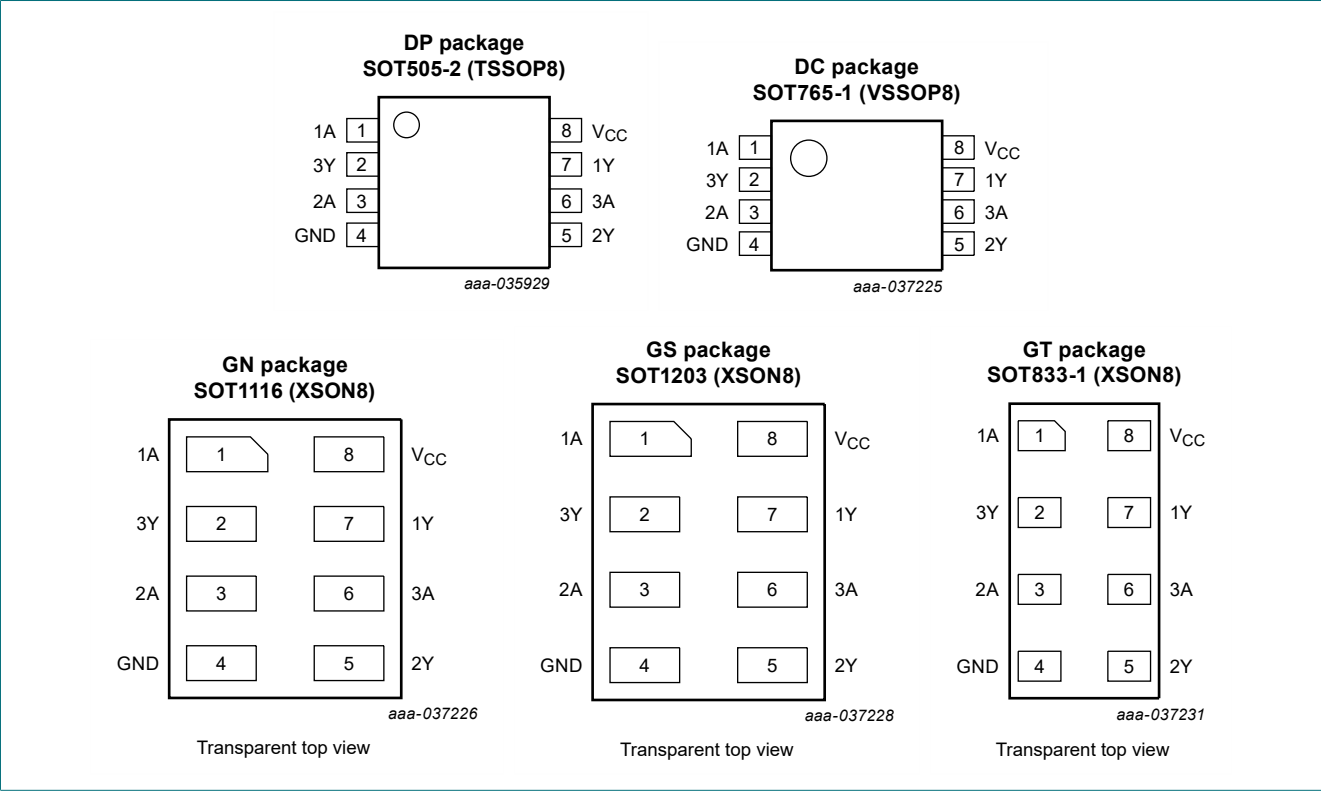 DP package
SOT505-2 (TSSOP8)
1A 1 8 VCC
3Y 2 7 1Y
2A 3 6 3A
GND 4 5 2Y
aaa-035929
DC package
SOT765-1 (VSSOP8)
1A 1 8 VCC
3Y 2 7 1Y
2A 3 6 3A
GND 4 5 2Y
aaa-037225
GN package
SOT1116 (XSON8)
1A 1 8 VCC
3Y 2 7 1Y
2A 3 6 3A
GND 4 5 2Y
aaa-037226
Transparent top view
GS package
SOT1203 (XSON8)
1A 1 8 VCC
3Y 2 7 1Y
2A 3 6 3A
GND 4 5 2Y
aaa-037228
Transparent top view
GT package
SOT833-1 (XSON8)
1A 1 8 VCC
3Y 2 7 1Y
2A 3 6 3A
GND 4 5 2Y
aaa-037231
Transparent top view